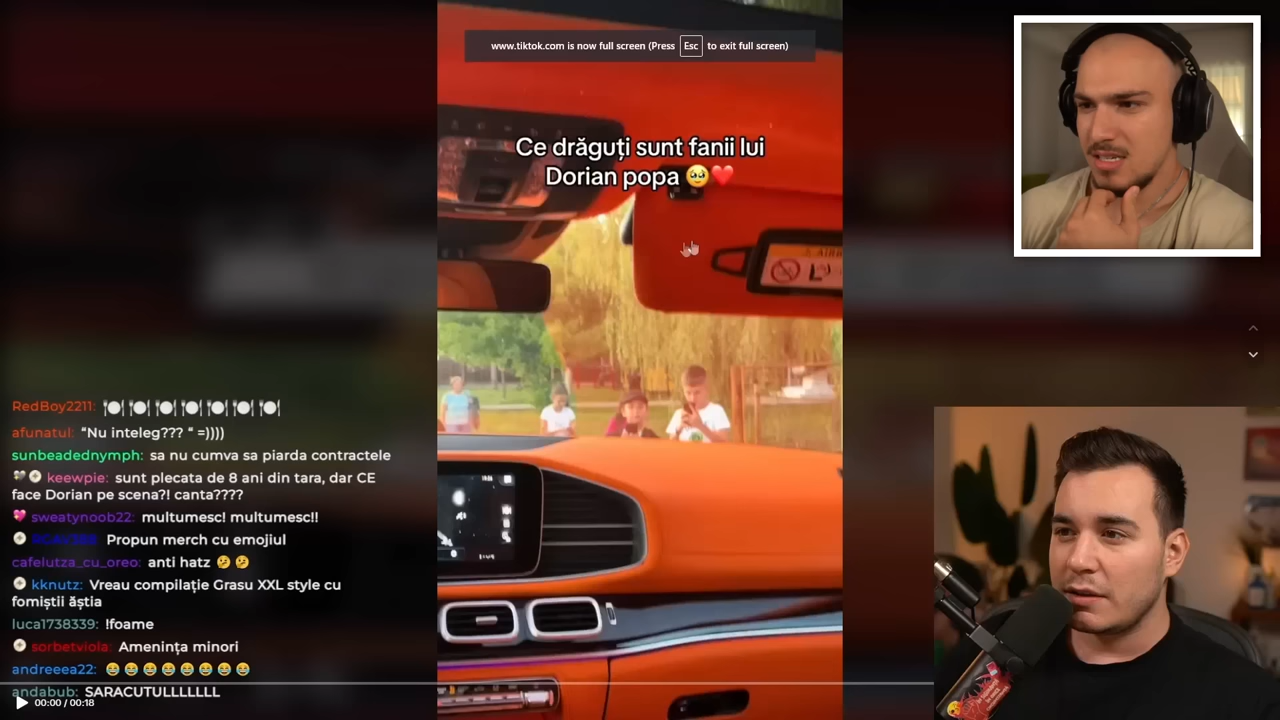 www.tiktok.com is now full screen (Press Esc to exit full screen)
Ce drăguți sunt fanii lui
Dorian popa 🥹❤️
AIRB
RedBoy2211: 🍽️🍽️🍽️🍽️🍽️🍽️🍽️
afunatul: “Nu inteleg??? “ =))))
sunbeadednymph: sa nu cumva sa piarda contractele
keewpie: sunt plecata de 8 ani din tara, dar CE
face Dorian pe scena?! canta????
sweatynoob22: multumesc! multumesc!!
Propun merch cu emojiul
cafelutza_cu_oreo: anti hatz 🤔🤔
kknutz: Vreau compilație Grasu XXL style cu
fomiștii ăștia
luca1738339: !foame
sorbetviola: Amenința minori
andreeea22: 😂😂😂😂😂😂😂😂
andabub: SARACUTULLLLLLL
00:00 / 00:18